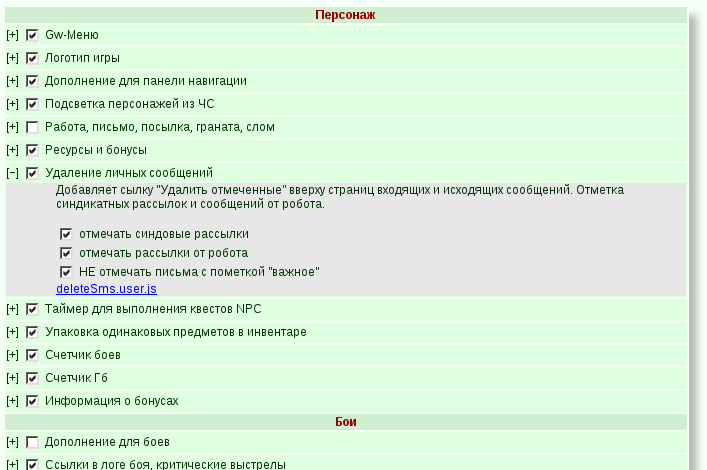 Персонаж
[+] Gw-Меню
[+] Логотип игры
[+] Дополнение для панели навигации
[+] Подсветка персонажей из ЧС
[+] Работа, письмо, посылка, граната, слом
[+] Ресурсы и бонусы
[−] Удаление личных сообщений
Добавляет сылку "Удалить отмеченные" вверху страниц входящих и исходящих сообщений. Отметка
синдикатных рассылок и сообщений от робота.
отмечать синдовые рассылки
отмечать рассылки от робота
НЕ отмечать письма с пометкой "важное"
deleteSms.user.js
[+] Таймер для выполнения квестов NPC
[+] Упаковка одинаковых предметов в инвентаре
[+] Счетчик боев
[+] Счетчик Гб
[+] Информация о бонусах
Бои
[+] Дополнение для боев
[+] Ссылки в логе боя, критические выстрелы